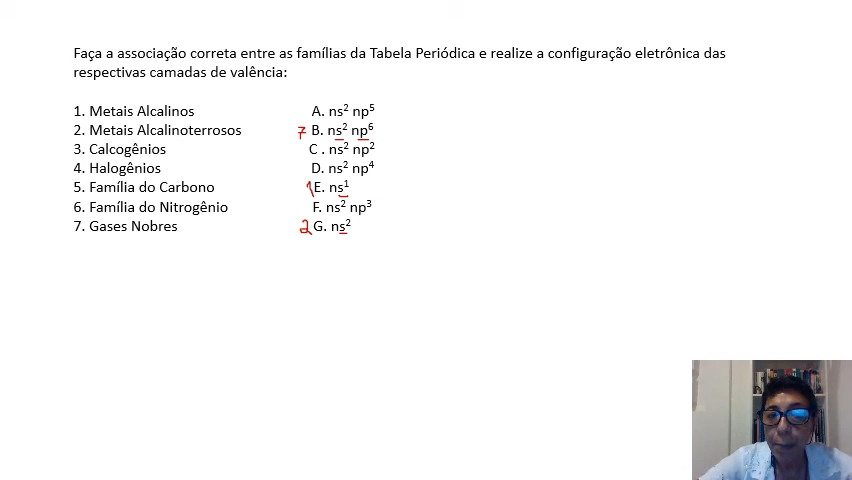 Faça a associação correta entre as famílias da Tabela Periódica e realize a configuração eletrônica das
respectivas camadas de valência:
1. Metais Alcalinos A. ns² np⁵
2. Metais Alcalinoterrosos 7 B. ns² np⁶
3. Calcogênios C . ns² np²
4. Halogênios D. ns² np⁴
5. Família do Carbono 1 E. ns¹
6. Família do Nitrogênio F. ns² np³
7. Gases Nobres 2 G. ns²